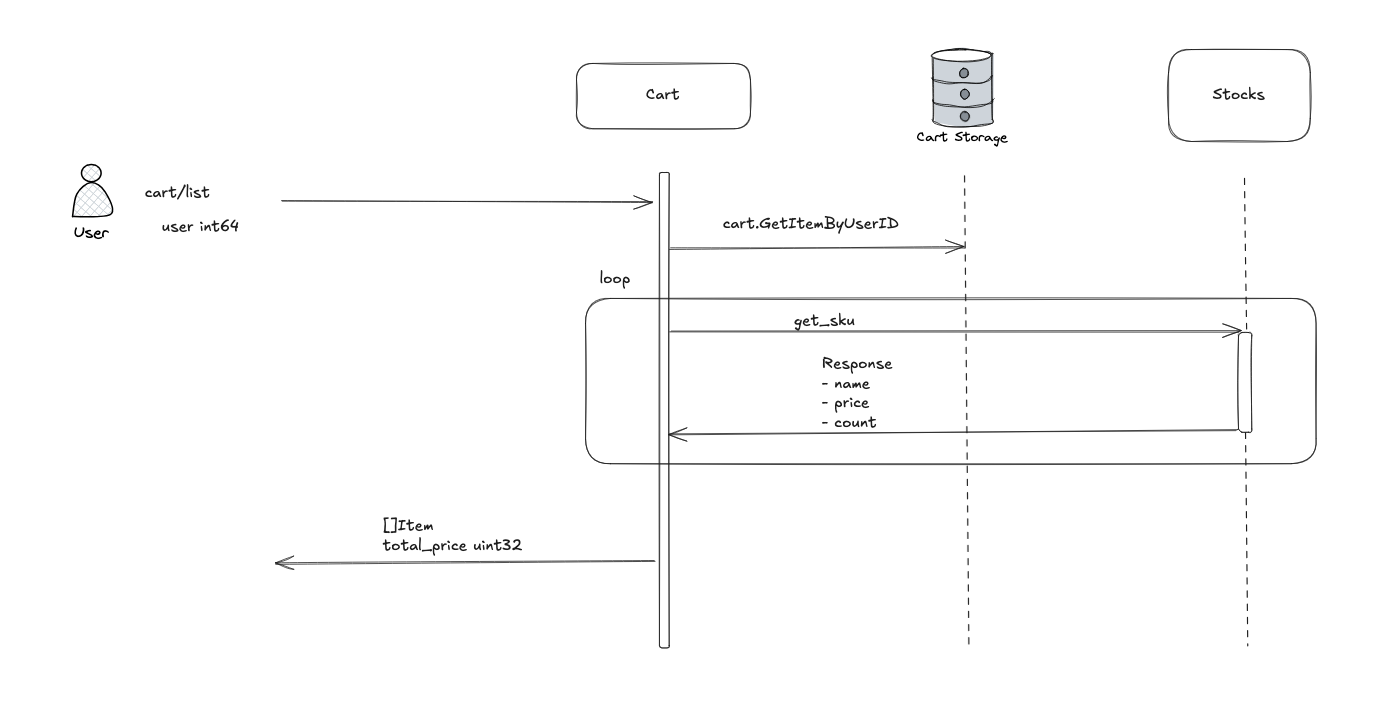 Cart
Cart Storage
Stocks
User
cart/list
user int64
cart.GetItemByUserID
loop
get_sku
Response
- name
- price
- count
[]Item
total_price uint32